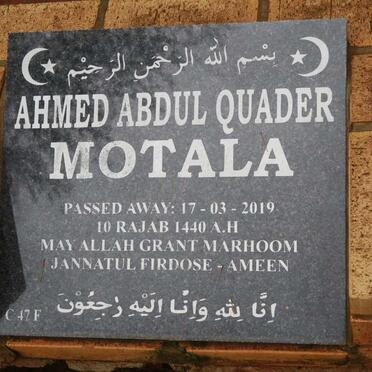 بِسْمِ اللهِ الرَّحْمٰنِ الرَّحِيْمِ
AHMED ABDUL QUADER
MOTALA
PASSED AWAY: 17 - 03 - 2019
10 RAJAB 1440 A.H
MAY ALLAH GRANT MARHOOM
JANNATUL FIRDOSE - AMEEN
اِنَّا لِلّٰهِ وَاِنَّا اِلَيْهِ رٰجِعُوْنَ
C 47 F